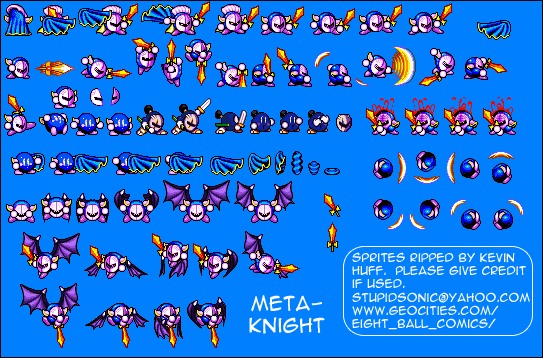 META-
KNIGHT
SPRITES RIPPED BY KEVIN
HUFF. PLEASE GIVE CREDIT
IF USED.
STUPIDSONIC@YAHOO.COM
WWW.GEOCITIES.COM/
EIGHT_BALL_COMICS/